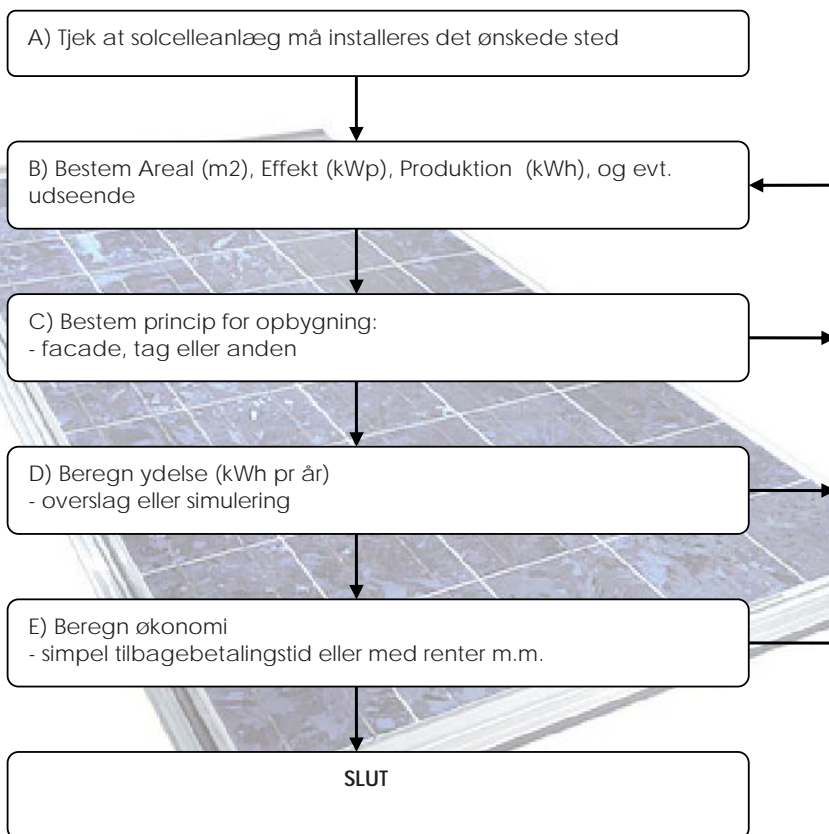 A) Tjek at solcelleanlæg må installeres det ønskede sted
B) Bestem Areal (m2), Effekt (kWp), Produktion (kWh), og evt.
udseende
C) Bestem princip for opbygning:
- facade, tag eller anden
D) Beregn ydelse (kWh pr år)
- overslag eller simulering
E) Beregn økonomi
- simpel tilbagebetalingstid eller med renter m.m.
SLUT